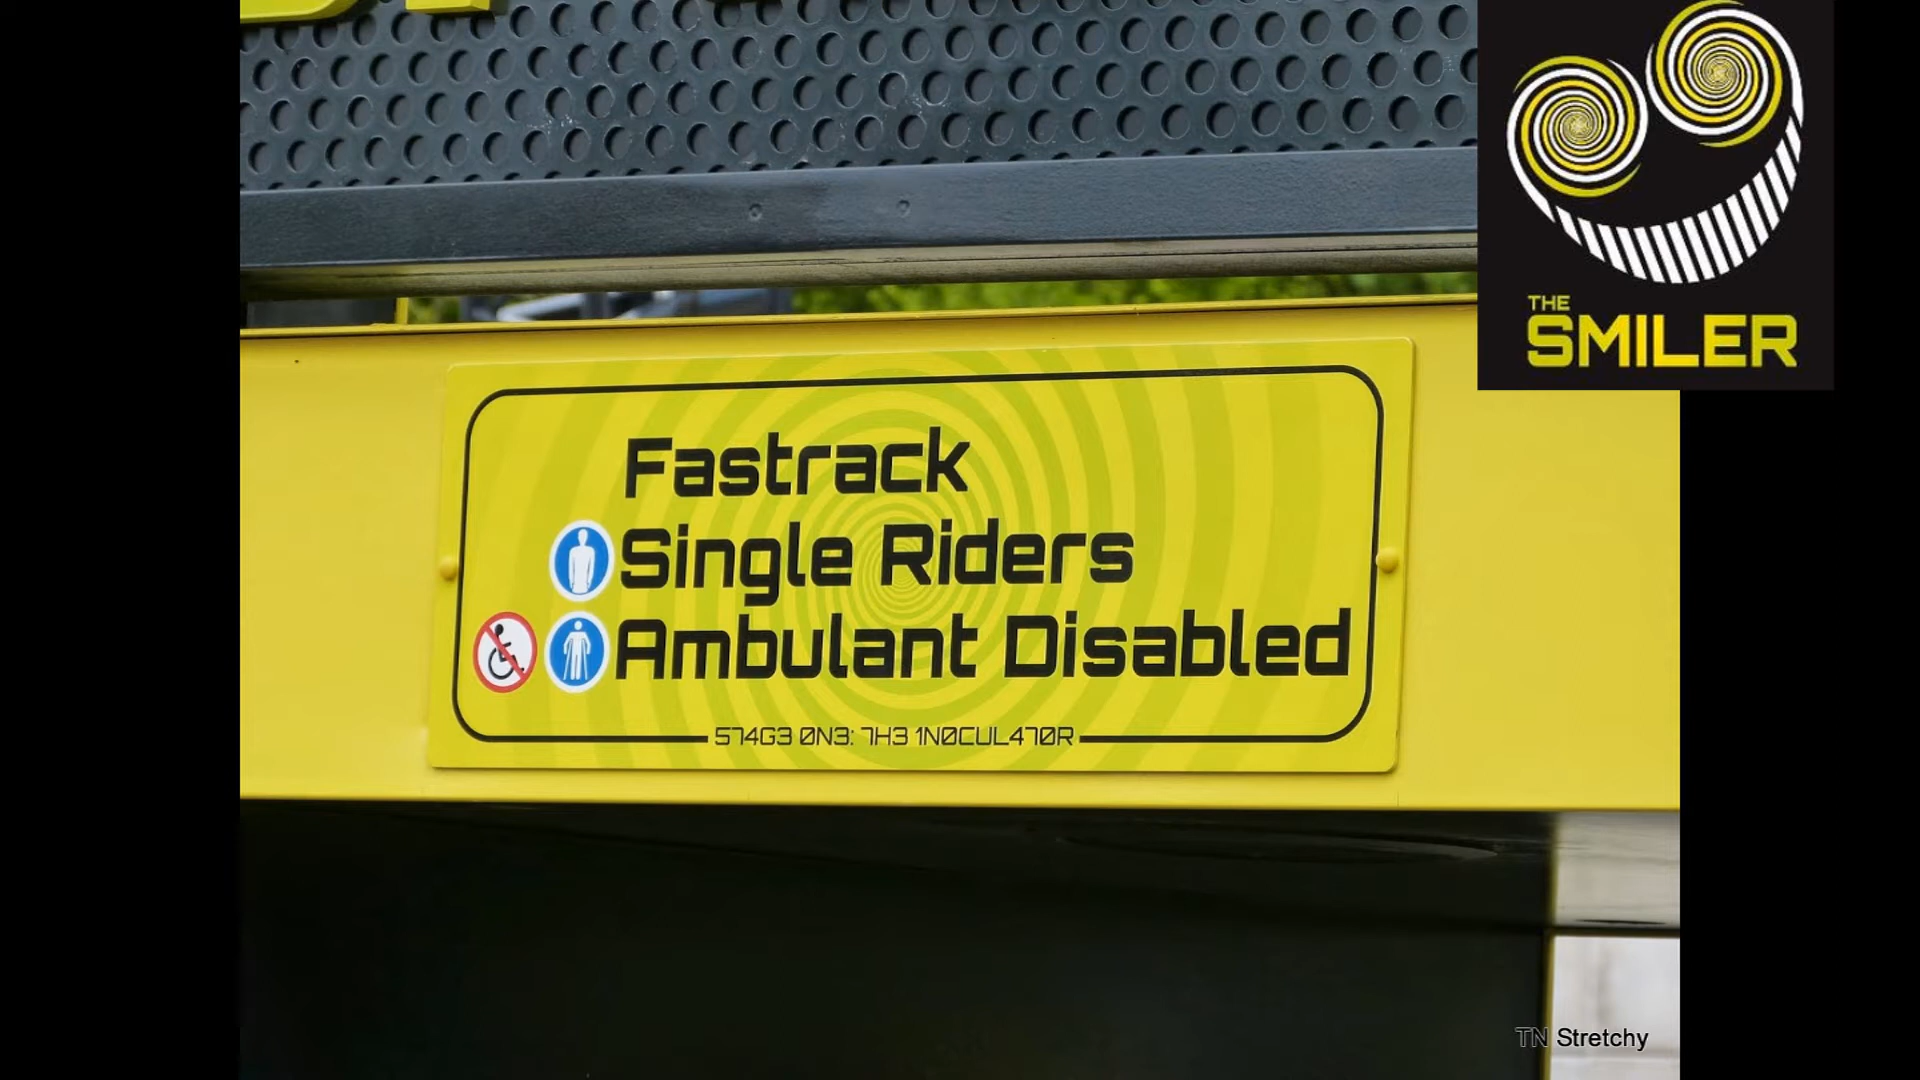 THE
SMILER
Fastrack
Single Riders
Ambulant Disabled
574G3 0N3: 7H3 1N0CUL470R
TN Stretchy